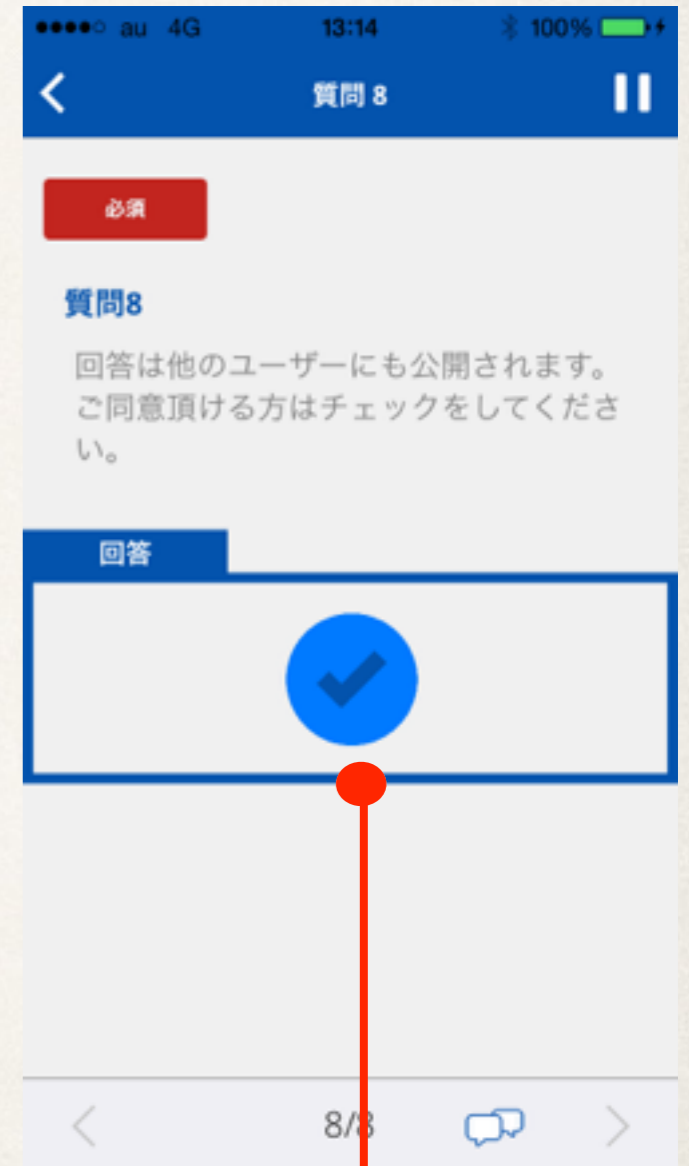 au 4G 13:14 100%
質問 8
必須
質問8
回答は他のユーザーにも公開されます。
ご同意頂ける方はチェックをしてくださ
い。
回答
8/8